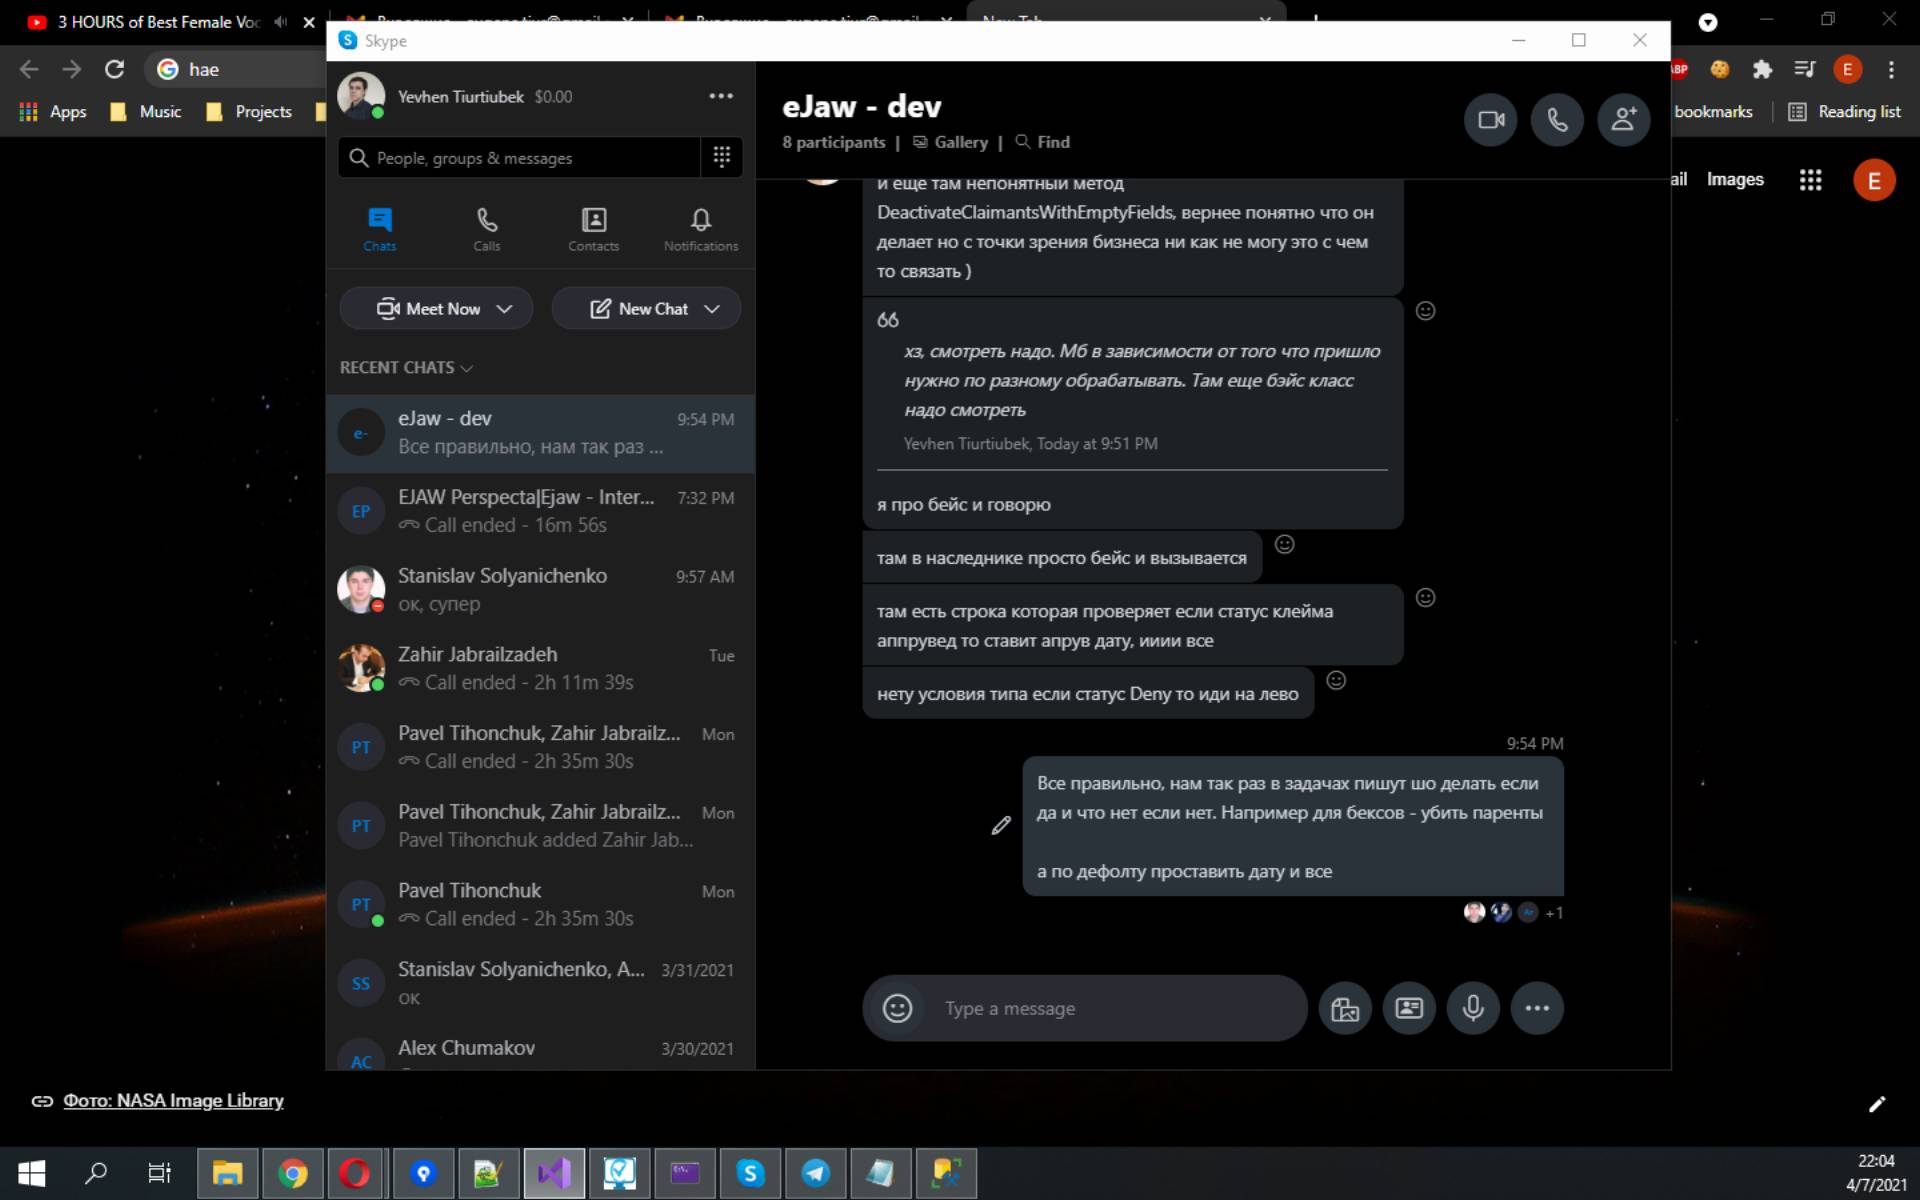 3 HOURS of Best Female Voc
New Tab
Skype
hae
Apps
Music
Projects
bookmarks
Reading list
ail
Images
E
E
ABP
Yevhen Tiurtiubek $0.00
People, groups & messages
Chats
Calls
Contacts
Notifications
Meet Now
New Chat
RECENT CHATS
e-
eJaw - dev
9:54 PM
Все правильно, нам так раз ...
EP
EJAW Perspecta|Ejaw - Inter...
7:32 PM
Call ended - 16m 56s
Stanislav Solyanichenko
9:57 AM
ок, супер
Zahir Jabrailzadeh
Tue
Call ended - 2h 11m 39s
PT
Pavel Tihonchuk, Zahir Jabrailz...
Mon
Call ended - 2h 35m 30s
PT
Pavel Tihonchuk, Zahir Jabrailz...
Mon
Pavel Tihonchuk added Zahir Jab...
PT
Pavel Tihonchuk
Mon
Call ended - 2h 35m 30s
SS
Stanislav Solyanichenko, A...
3/31/2021
ок
AC
Alex Chumakov
3/30/2021
eJaw - dev
8 participants | Gallery | Find
и еще там непонятный метод
DeactivateClaimantsWithEmptyFields, вернее понятно что он
делает но с точки зрения бизнеса ни как не могу это с чем
то связать )
хз, смотреть надо. Мб в зависимости от того что пришло
нужно по разному обрабатывать. Там еще бэйс класс
надо смотреть
Yevhen Tiurtiubek, Today at 9:51 PM
я про бейс и говорю
там в наследнике просто бейс и вызывается
там есть строка которая проверяет если статус клейма
аппрувед то ставит апрув дату, ииии все
нету условия типа если статус Deny то иди на лево
9:54 PM
Все правильно, нам так раз в задачах пишут шо делать если
да и что нет если нет. Например для бексов - убить паренты
а по дефолту проставить дату и все
+1
Type a message
Фото: NASA Image Library
22:04
4/7/2021